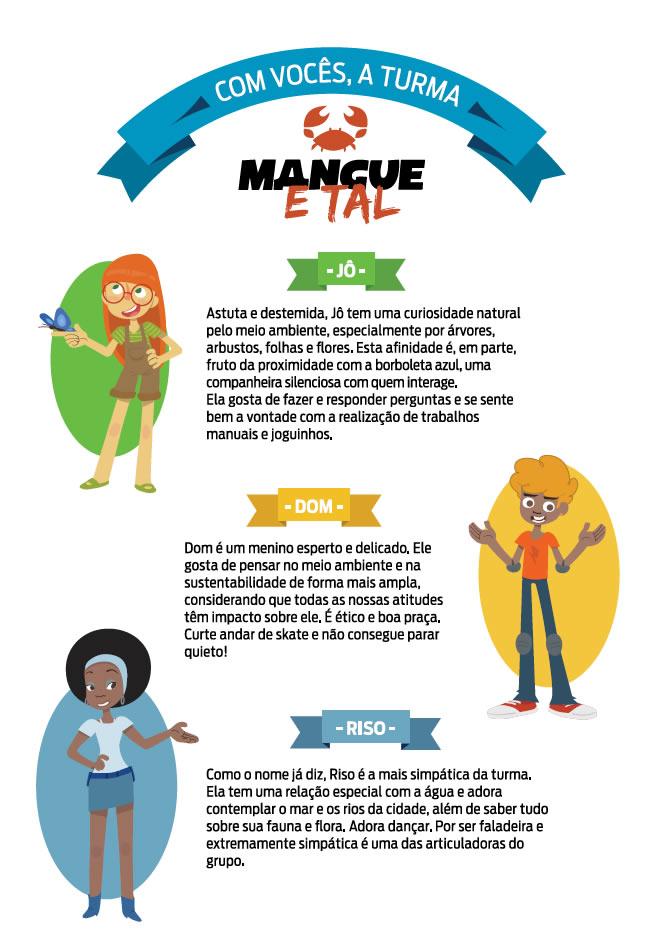 COM VOCÊS, A TURMA
MANGUE
E TAL
- JÔ -
Astuta e destemida, Jô tem uma curiosidade natural
pelo meio ambiente, especialmente por árvores,
arbustos, folhas e flores. Esta afinidade é, em parte,
fruto da proximidade com a borboleta azul, uma
companheira silenciosa com quem interage.
Ela gosta de fazer e responder perguntas e se sente
bem a vontade com a realização de trabalhos
manuais e joguinhos.
- DOM -
Dom é um menino esperto e delicado. Ele
gosta de pensar no meio ambiente e na
sustentabilidade de forma mais ampla,
considerando que todas as nossas atitudes
têm impacto sobre ele. É ético e boa praça.
Curte andar de skate e não consegue parar
quieto!
- RISO -
Como o nome já diz, Riso é a mais simpática da turma.
Ela tem uma relação especial com a água e adora
contemplar o mar e os rios da cidade, além de saber tudo
sobre sua fauna e flora. Adora dançar. Por ser faladeira e
extremamente simpática é uma das articuladoras do
grupo.